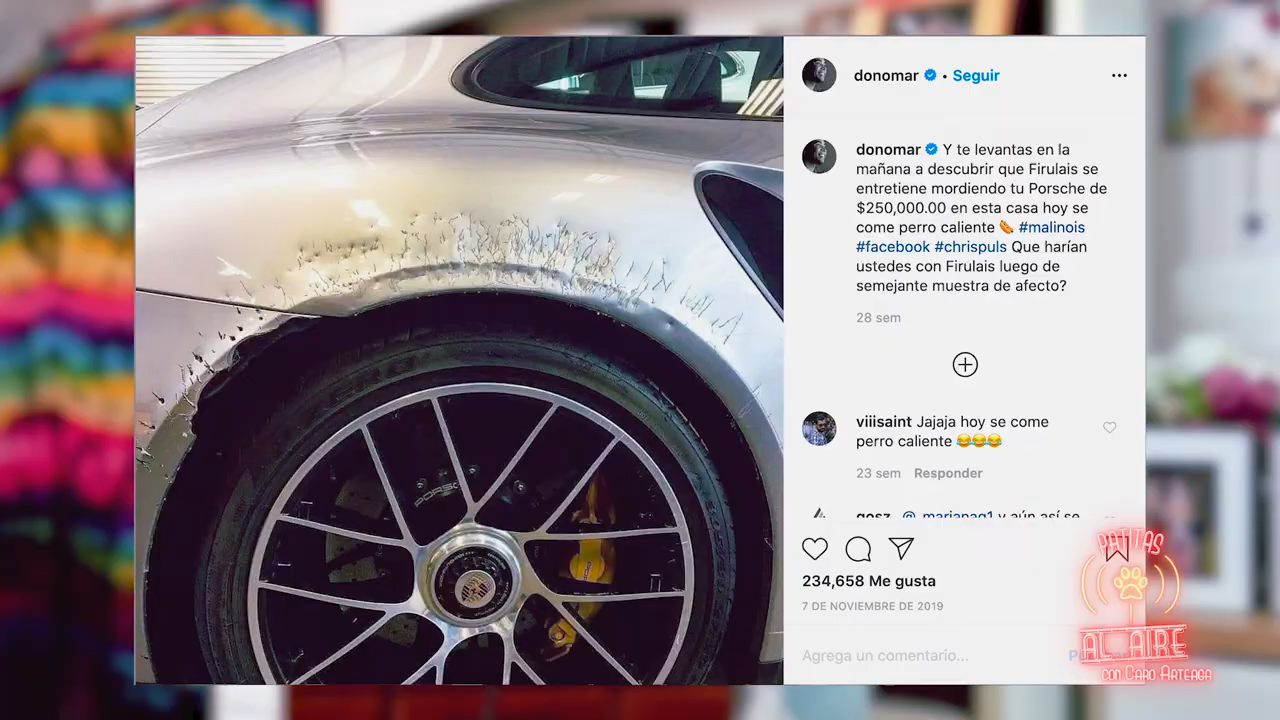 donomar • Seguir
donomar Y te levantas en la
mañana a descubrir que Firulais se
entretiene mordiendo tu Porsche de
$250,000.00 en esta casa hoy se
come perro caliente 🌭 #malinois
#facebook #chrispuls Que harían
ustedes con Firulais luego de
semejante muestra de afecto?
28 sem
viiisaint Jajaja hoy se come
perro caliente 😂😂😂
23 sem Responder
y aún así se
234,658 Me gusta
7 DE NOVIEMBRE DE 2019
Agrega un comentario...
PORSCHE
PATITAS
AL AIRE
con Caro Arteaga